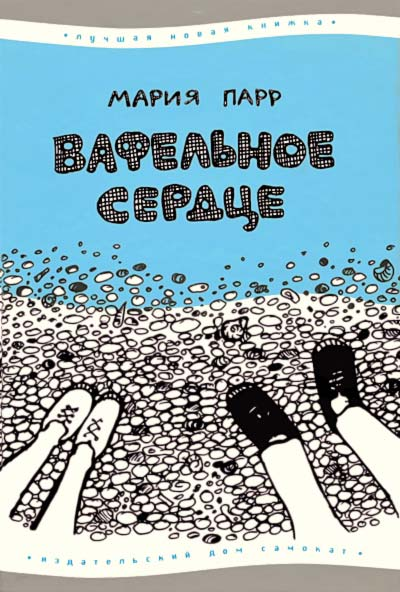 • лучшая новая книжка •
МАРИЯ ПАРР
ВАФЕЛЬНОЕ
СЕРДЦЕ
• издательский дом самокат •